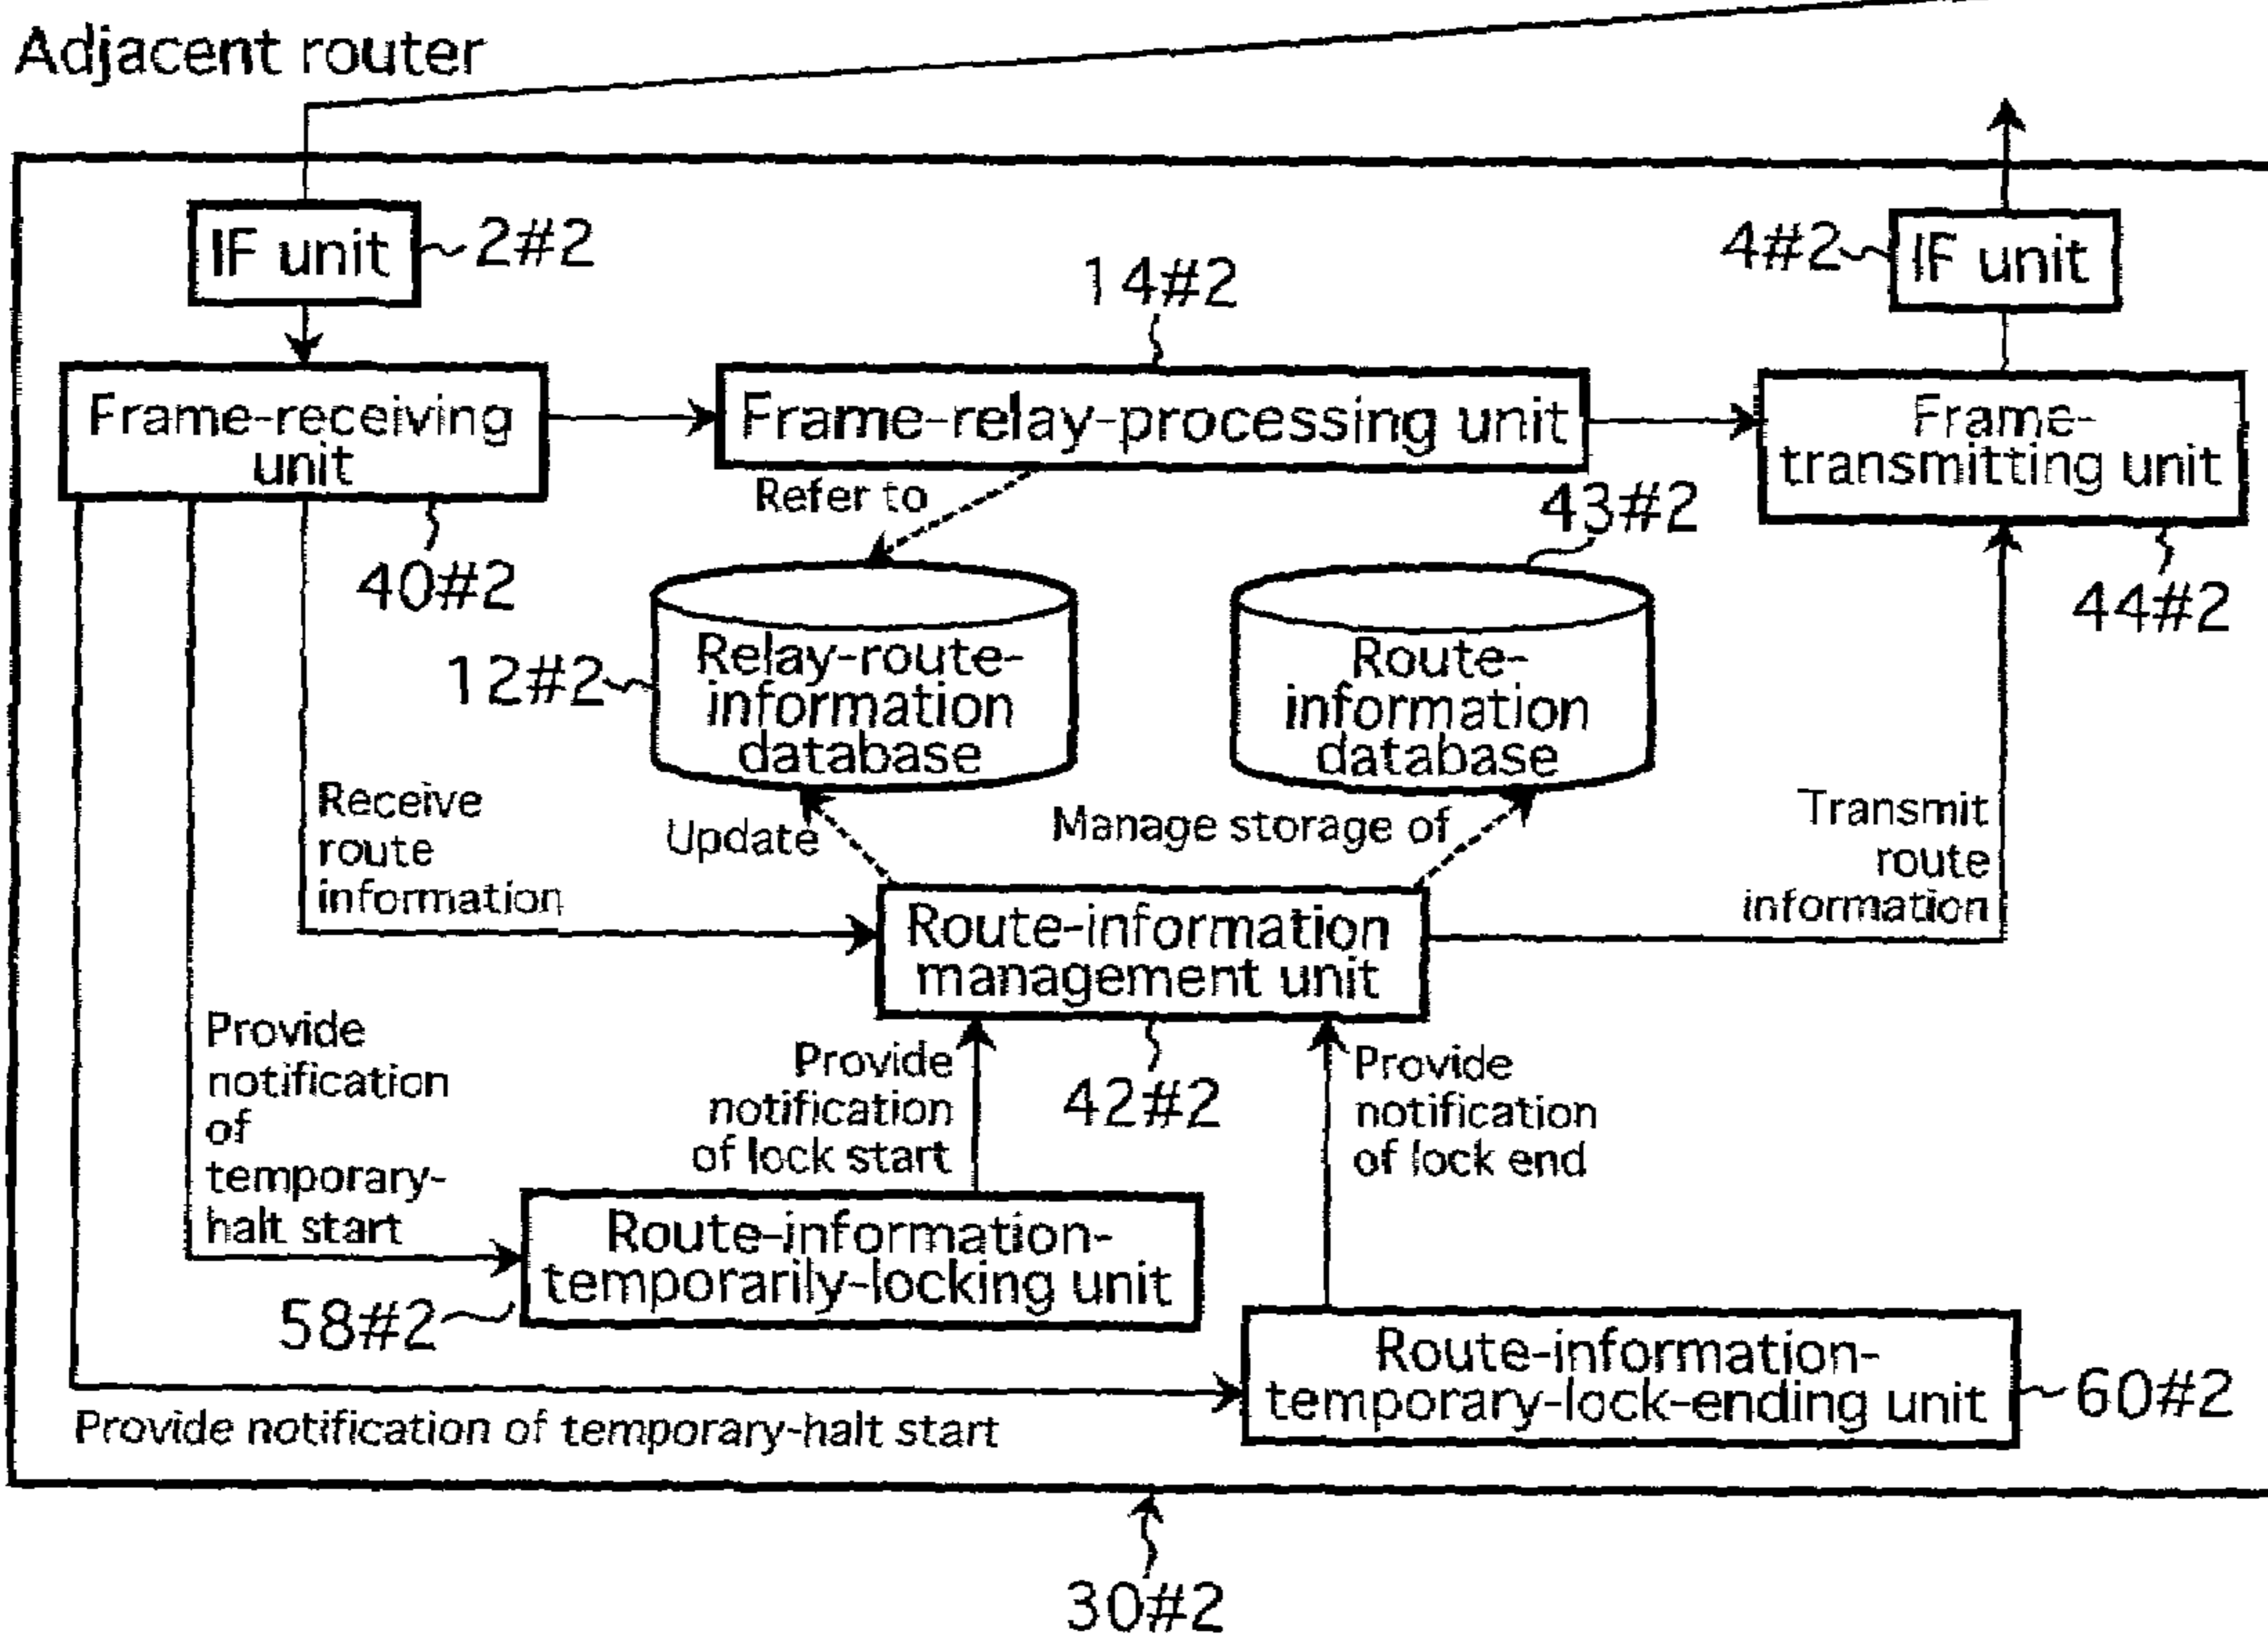 Adjacent router
IF unit
2#2
4#2
IF unit
14#2
Frame-receiving
unit
Frame-relay-processing unit
Frame-
transmitting unit
Refer to
43#2
40#2
44#2
12#2
Relay-route-
information
database
Route-
information
database
Receive
route
information
Update
Manage storage of
Transmit
route
information
Route-information
management unit
Provide
notification
of
temporary-
halt start
Provide
notification
of lock start
42#2
Provide
notification
of lock end
Route-information-
temporarily-locking unit
58#2
Route-information-
temporary-lock-ending unit
60#2
Provide notification of temporary-halt start
30#2